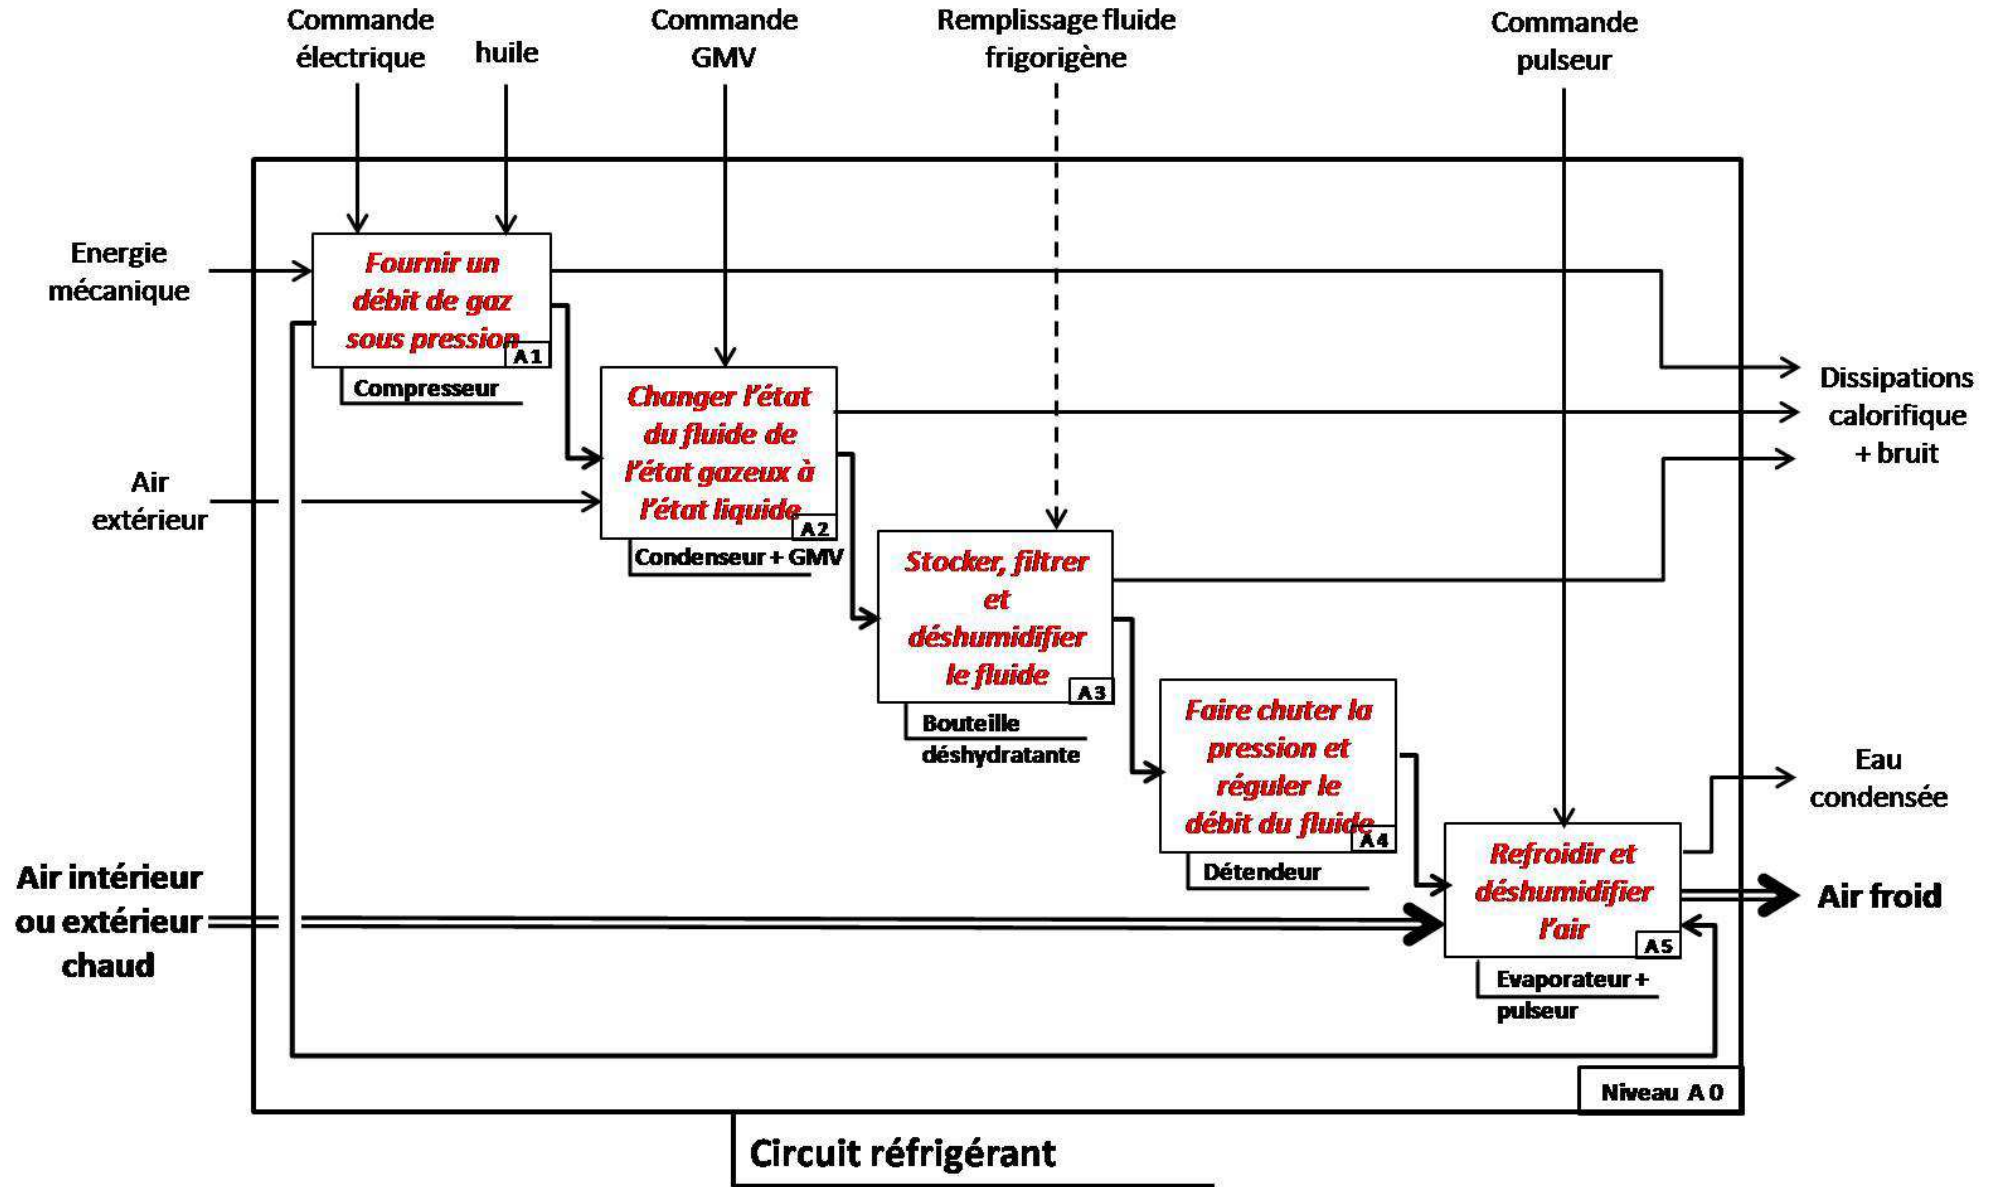 Commande
électrique
huile
Commande
GMV
Remplissage fluide
frigorigène
Commande
pulseur
Energie
mécanique
Fournir un
débit de gaz
sous pression
A1
Compresseur
Changer l'état
du fluide de
l'état gazeux à
l'état liquide
A2
Condenseur + GMV
Dissipations
calorifique
+ bruit
Air
extérieur
Stocker, filtrer
et
déshumidifier
le fluide
A3
Bouteille
déshydratante
Faire chuter la
pression et
réguler le
débit du fluide
A4
Détendeur
Eau
condensée
Air intérieur
ou extérieur
chaud
Refroidir et
déshumidifier
l'air
A5
Evaporateur +
pulseur
Air froid
Niveau A0
Circuit réfrigérant